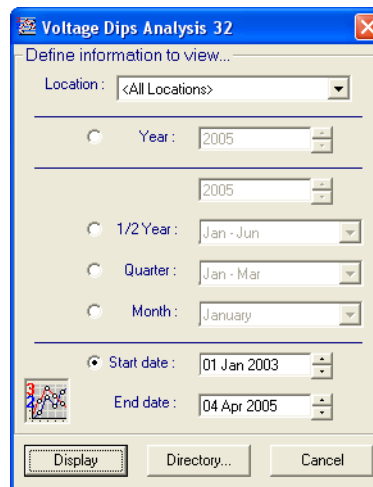 Voltage Dips Analysis 32
Define information to view...
Location : <All Locations>
Year : 2005
2005
1/2 Year : Jan - Jun
Quarter : Jan - Mar
Month : January
Start date : 01 Jan 2003
End date : 04 Apr 2005
Display Directory... Cancel